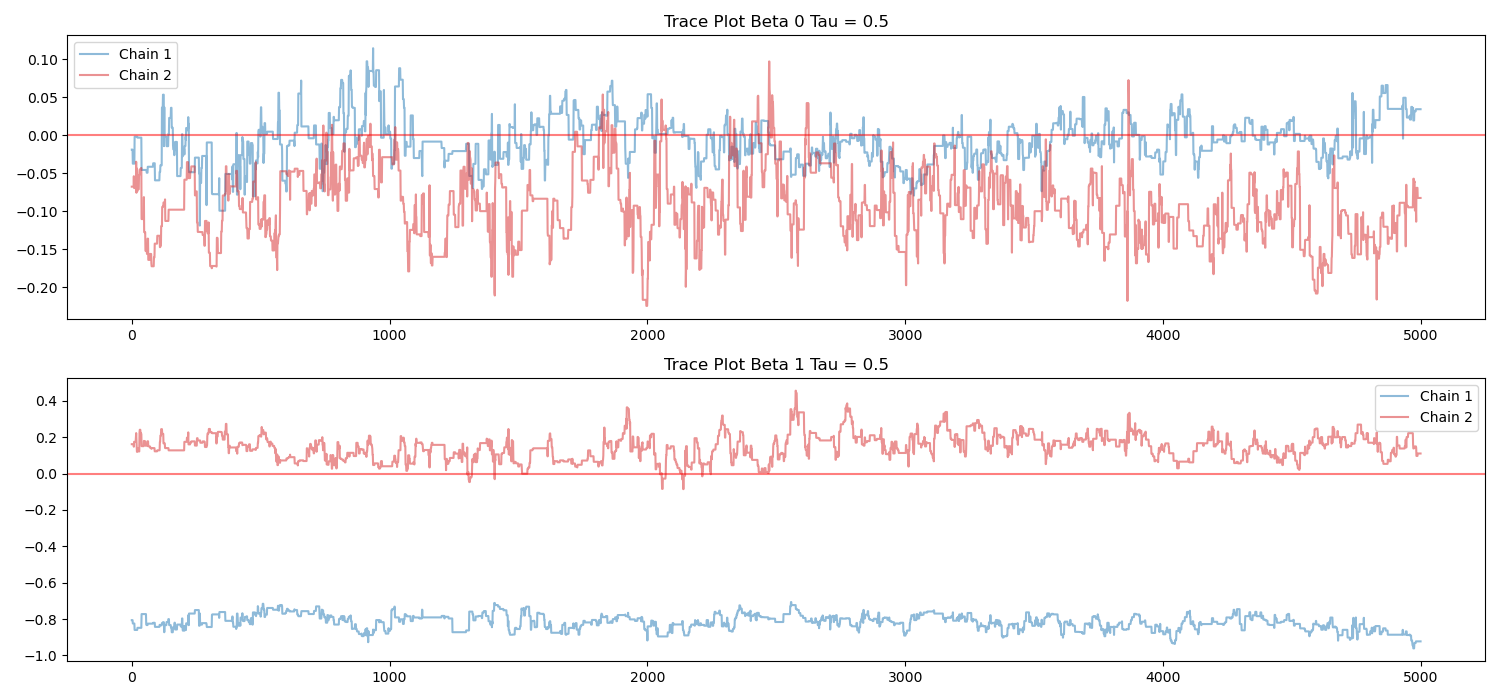 Trace Plot Beta 0 Tau = 0.5
Chain 1
Chain 2
0.10
0.05
0.00
−0.05
−0.10
−0.15
−0.20
0 1000 2000 3000 4000 5000
Trace Plot Beta 1 Tau = 0.5
Chain 1
Chain 2
0.4
0.2
0.0
−0.2
−0.4
−0.6
−0.8
−1.0
0 1000 2000 3000 4000 5000